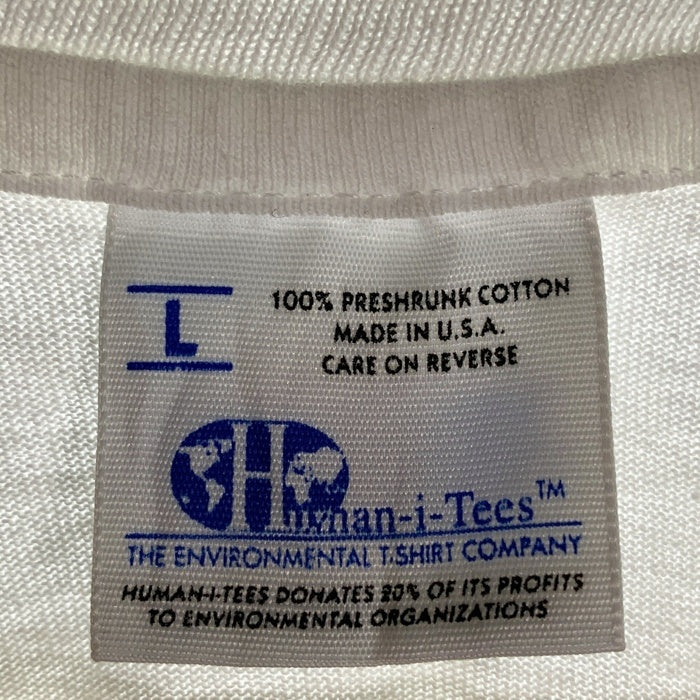 L
100% PRESHRUNK COTTON
MADE IN U.S.A.
CARE ON REVERSE
Human-i-Tees™
THE ENVIRONMENTAL T-SHIRT COMPANY
HUMAN-I-TEES DONATES 20% OF ITS PROFITS
TO ENVIRONMENTAL ORGANIZATIONS